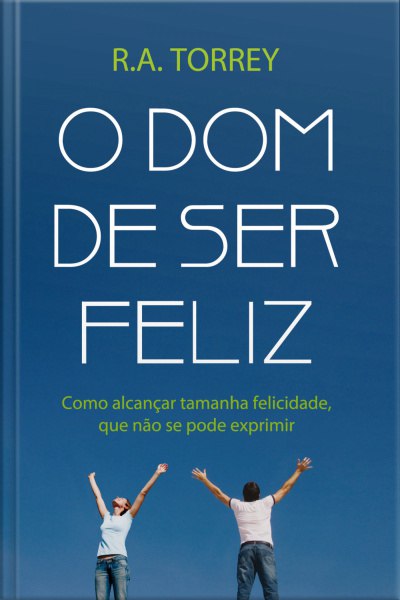 R.A. TORREY
O DOM
DE SER
FELIZ
Como alcançar tamanha felicidade,
que não se pode exprimir